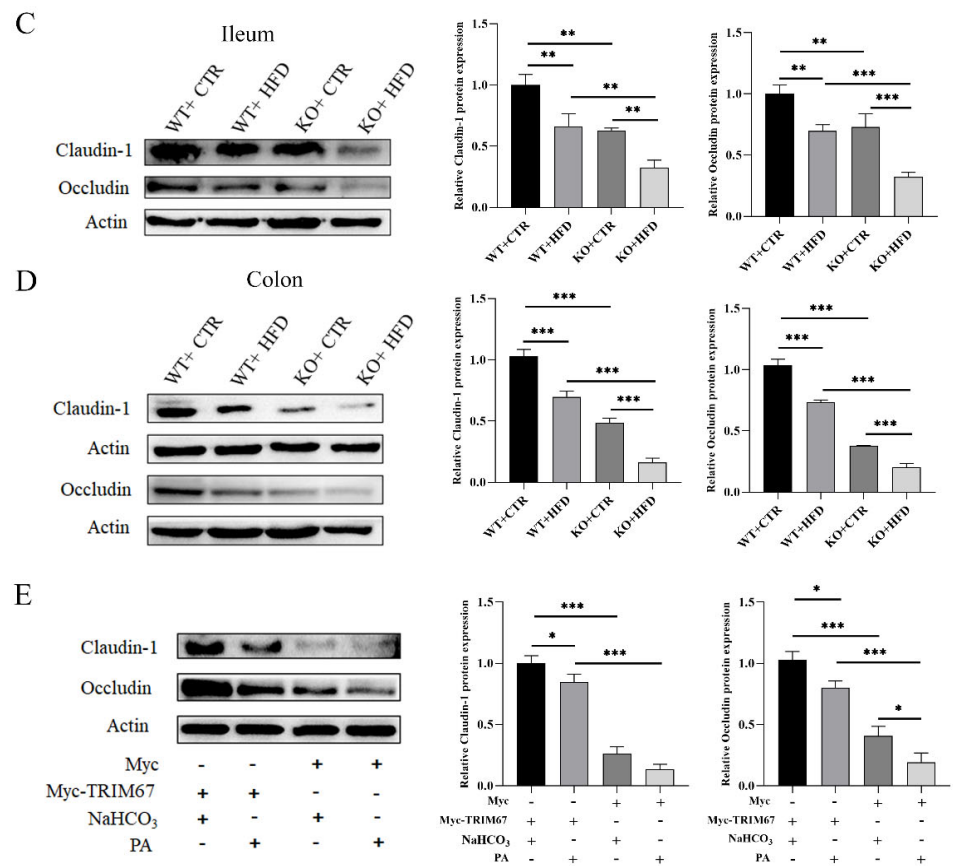 C
Ileum
WT+ CTR
WT+ HFD
KO+ CTR
KO+ HFD
Claudin-1
Occludin
Actin
Relative Claudin-1 protein expression
1.5
1.0
0.5
0.0
** ** ** **
WT+CTR
WT+HFD
KO+CTR
KO+HFD
Relative Occludin protein expression
1.5
1.0
0.5
0.0
** ** *** ***
WT+CTR
WT+HFD
KO+CTR
KO+HFD
D
Colon
WT+ CTR
WT+ HFD
KO+ CTR
KO+ HFD
Claudin-1
Actin
Occludin
Actin
Relative Claudin-1 protein expression
1.5
1.0
0.5
0.0
*** *** *** ***
WT+CTR
WT+HFD
KO+CTR
KO+HFD
Relative Occludin protein expression
1.5
1.0
0.5
0.0
*** *** *** ***
WT+CTR
WT+HFD
KO+CTR
KO+HFD
E
Claudin-1
Occludin
Actin
Myc - - + +
Myc-TRIM67 + + - -
NaHCO₃ + - + -
PA - + - +
Relative Claudin-1 protein expression
1.5
1.0
0.5
0.0
*** * ***
Myc - - + +
Myc-TRIM67 + + - -
NaHCO₃ + - + -
PA - + - +
Relative Occludin protein expression
1.5
1.0
0.5
0.0
* *** *** *
Myc - - + +
Myc-TRIM67 + + - -
NaHCO₃ + - + -
PA - + - +